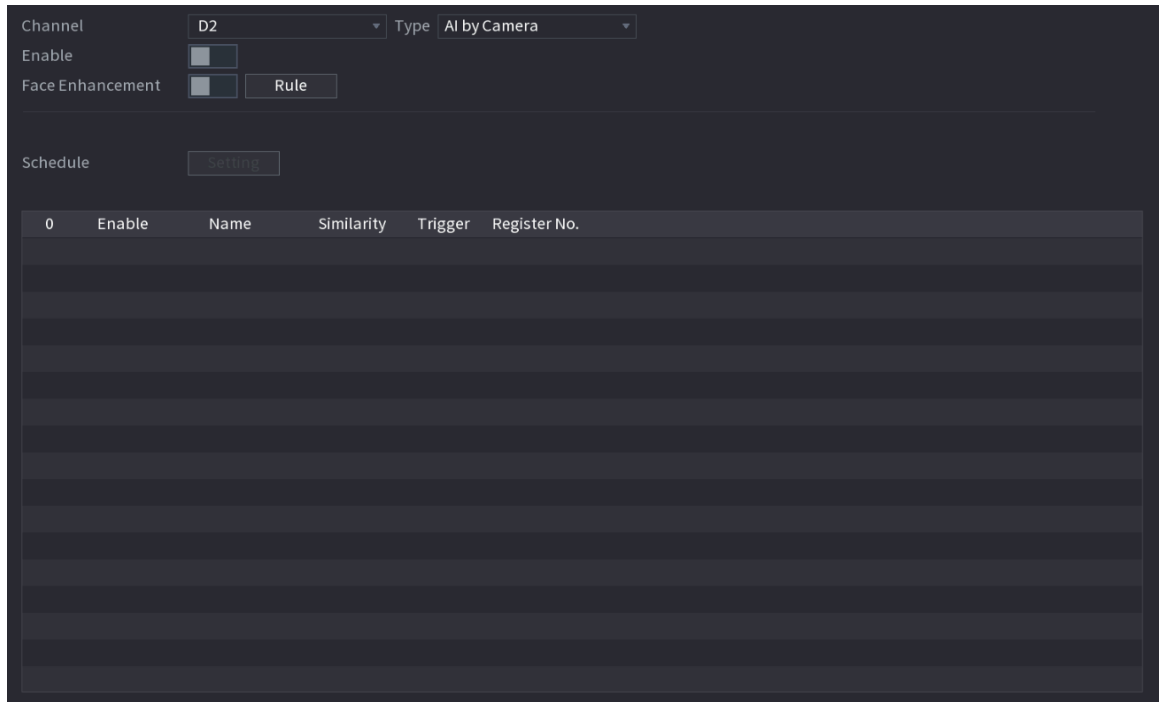 Channel D2 Type AI by Camera
Enable
Face Enhancement Rule
Schedule Setting
0 Enable Name Similarity Trigger Register No.